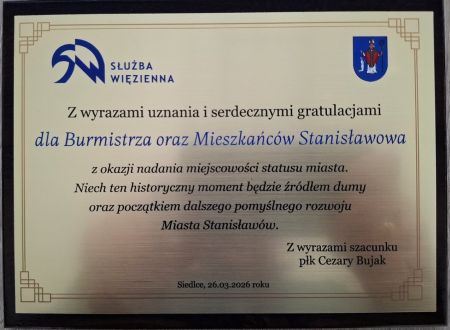 SŁUŻBA
WIĘZIENNA
Z wyrazami uznania i serdecznymi gratulacjami
dla Burmistrza oraz Mieszkańców Stanisławowa
z okazji nadania miejscowości statusu miasta.
Niech ten historyczny moment będzie źródłem dumy
oraz początkiem dalszego pomyślnego rozwoju
Miasta Stanisławów.
Z wyrazami szacunku
płk Cezary Bujak
Siedlce, 26.03.2026 roku